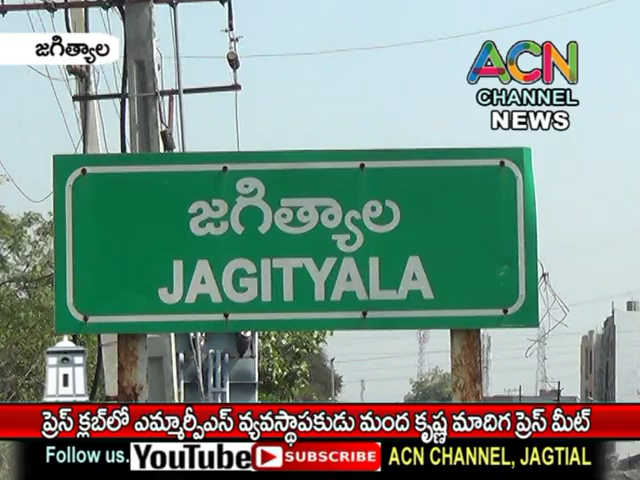 జగిత్యాల
ACN
CHANNEL
NEWS
జగిత్యాల
JAGITYALA
ప్రెస్ క్లబ్‌లో ఎమ్మార్పీఎస్ వ్యవస్థాపకుడు మంద కృష్ణ మాదిగ ప్రెస్ మీట్
Follow us. YouTube SUBSCRIBE ACN CHANNEL, JAGTIAL